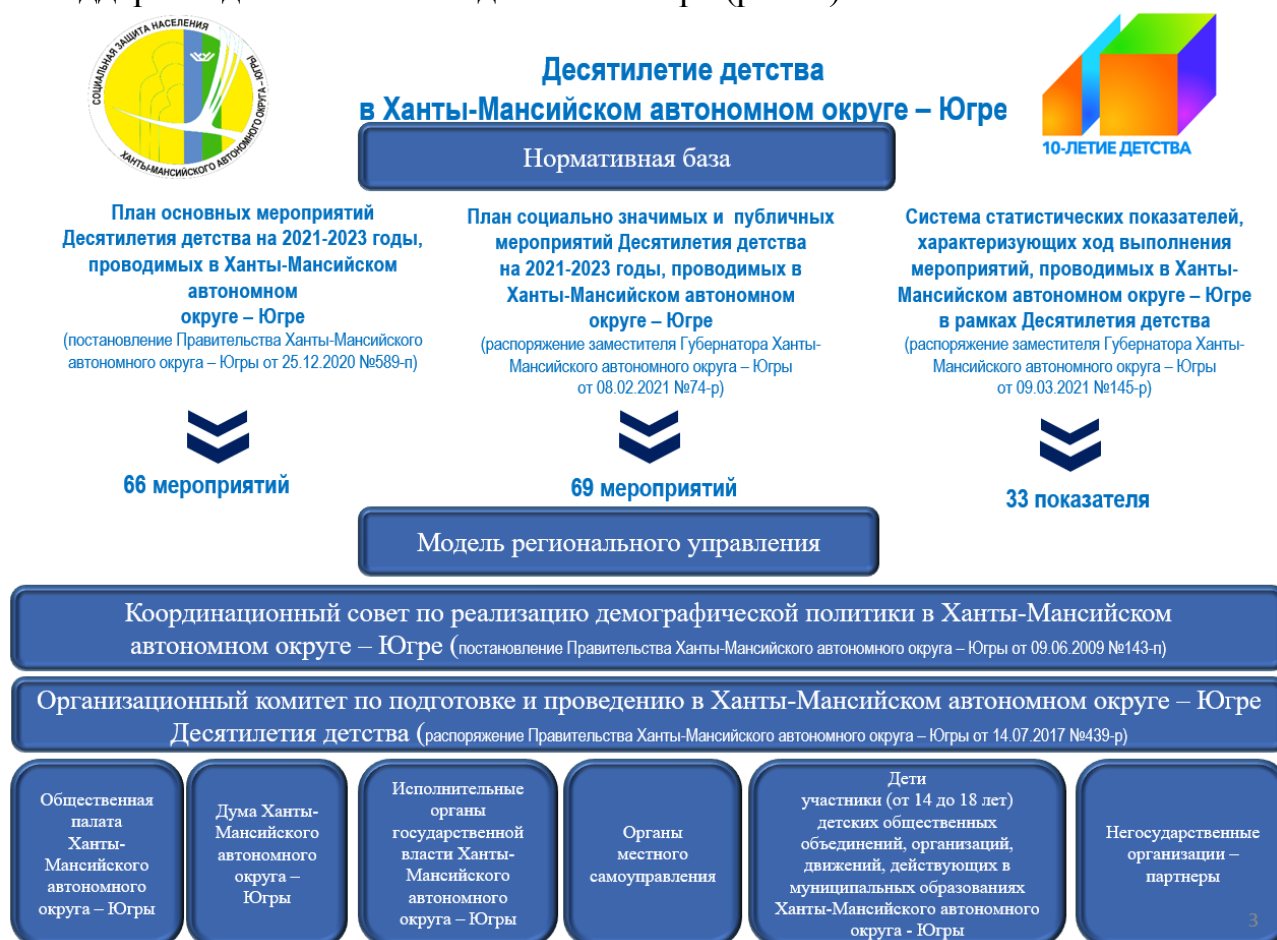 СОЦИАЛЬНАЯ ЗАЩИТА НАСЕЛЕНИЯ
ХАНТЫ-МАНСИЙСКОГО АВТОНОМНОГО ОКРУГА – ЮГРЫ
Десятилетие детства
в Ханты-Мансийском автономном округе – Югре
10-ЛЕТИЕ ДЕТСТВА
Нормативная база
План основных мероприятий
Десятилетия детства на 2021-2023 годы,
проводимых в Ханты-Мансийском
автономном
округе – Югре
(постановление Правительства Ханты-Мансийского
автономного округа – Югры от 25.12.2020 №589-п)
66 мероприятий
План социально значимых и публичных
мероприятий Десятилетия детства
на 2021-2023 годы, проводимых в
Ханты-Мансийском автономном
округе – Югре
(распоряжение заместителя Губернатора Ханты-
Мансийского автономного округа – Югры
от 08.02.2021 №74-р)
69 мероприятий
Система статистических показателей,
характеризующих ход выполнения
мероприятий, проводимых в Ханты-
Мансийском автономном округе – Югре
в рамках Десятилетия детства
(распоряжение заместителя Губернатора Ханты-
Мансийского автономного округа – Югры
от 09.03.2021 №145-р)
33 показателя
Модель регионального управления
Координационный совет по реализацию демографической политики в Ханты-Мансийском
автономном округе – Югре (постановление Правительства Ханты-Мансийского автономного округа – Югры от 09.06.2009 №143-п)
Организационный комитет по подготовке и проведению в Ханты-Мансийском автономном округе – Югре
Десятилетия детства (распоряжение Правительства Ханты-Мансийского автономного округа – Югры от 14.07.2017 №439-р)
Общественная
палата
Ханты-
Мансийского
автономного
округа – Югры
Дума Ханты-
Мансийского
автономного
округа –
Югры
Исполнительные
органы
государственной
власти Ханты-
Мансийского
автономного
округа – Югры
Органы
местного
самоуправления
Дети
участники (от 14 до 18 лет)
детских общественных
объединений, организаций,
движений, действующих в
муниципальных образованиях
Ханты-Мансийского автономного
округа - Югры
Негосударственные
организации –
партнеры
3